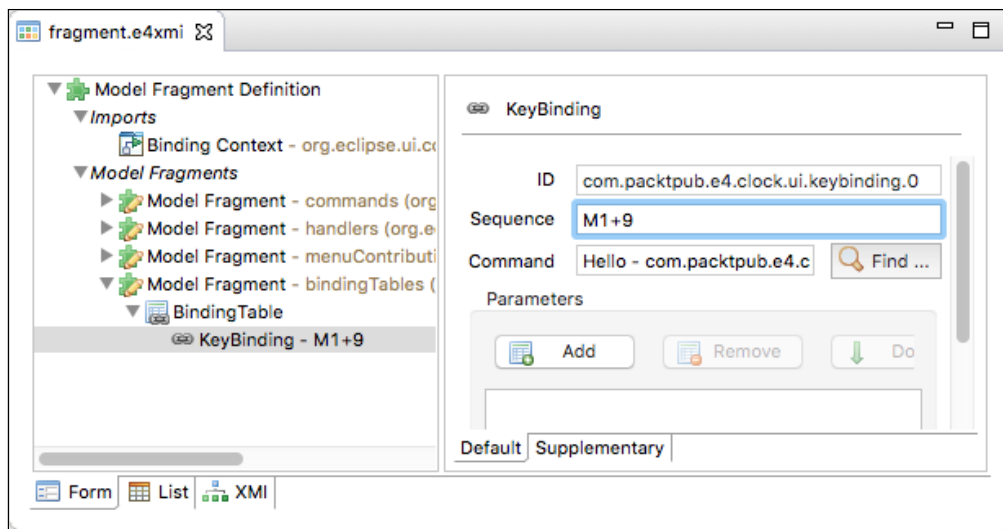 fragment.e4xmi
Model Fragment Definition
Imports
Binding Context - org.eclipse.ui.co
Model Fragments
Model Fragment - commands (org
Model Fragment - handlers (org.e
Model Fragment - menuContributi
Model Fragment - bindingTables (
BindingTable
KeyBinding - M1+9
KeyBinding
ID com.packtpub.e4.clock.ui.keybinding.0
Sequence M1+9
Command Hello - com.packtpub.e4.c Find ...
Parameters
Add Remove Do
Default Supplementary
Form List XMI